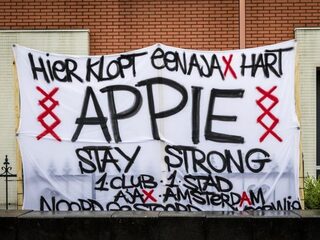 HIER KLOPT EEN AJAX HART
APPIE
STAY STRONG
1 CLUB 1 STAD
AJAX AMSTERDAM
NOORD